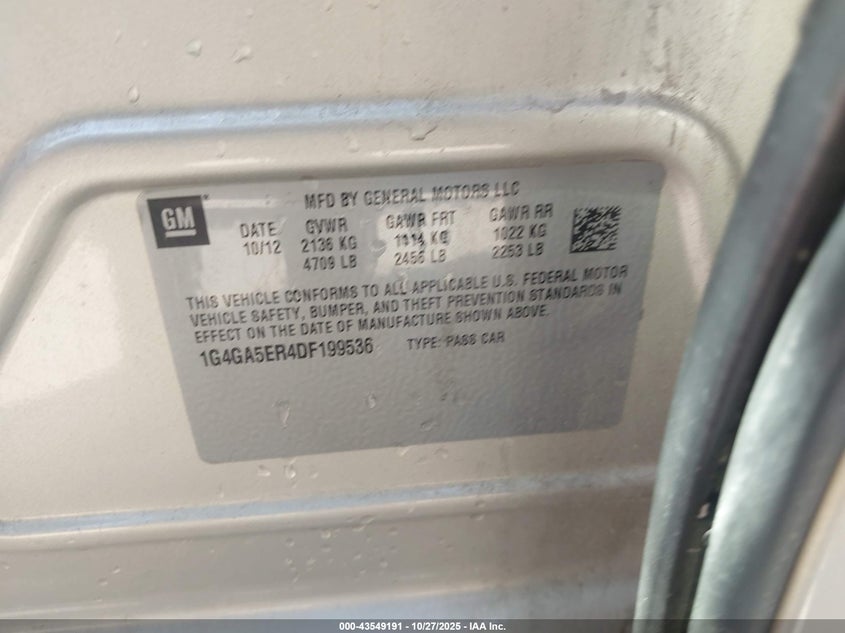 MFD BY GENERAL MOTORS LLC
GM
DATE GVWR GAWR FRT GAWR RR
10/12 2136 KG 1114 KG 1022 KG
4709 LB 2456 LB 2253 LB
THIS VEHICLE CONFORMS TO ALL APPLICABLE U.S. FEDERAL MOTOR
VEHICLE SAFETY, BUMPER, AND THEFT PREVENTION STANDARDS IN
EFFECT ON THE DATE OF MANUFACTURE SHOWN ABOVE.
1G4GA5ER4DF199536 TYPE: PASS CAR
000-43549191 - 10/27/2025 - IAA Inc.